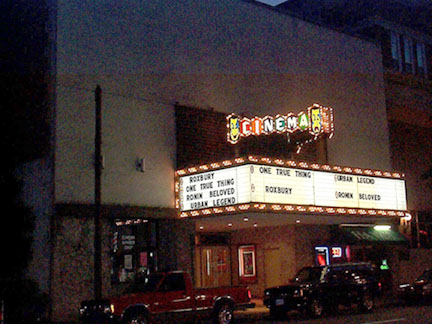 CINEMA
ROXBURY
ONE TRUE THING
RONIN BELOVED
URBAN LEGEND
ONE TRUE THING
ROXBURY
URBAN LEGEND
RONIN BELOVED